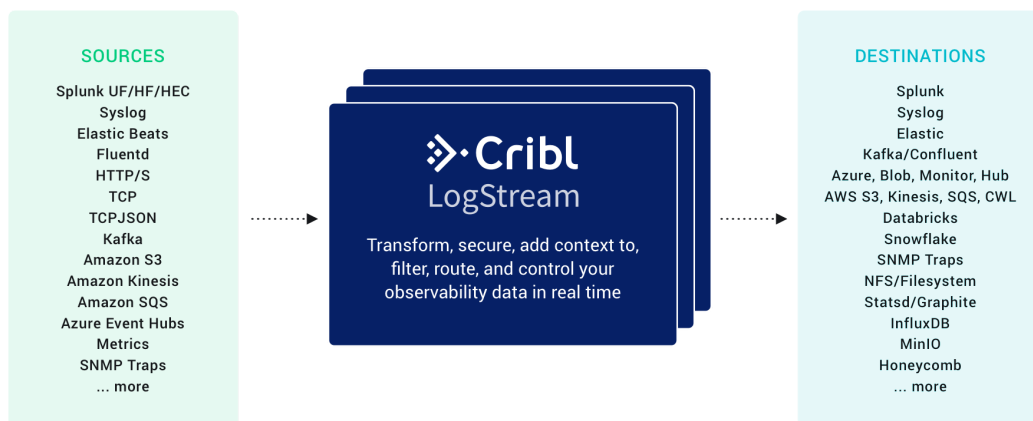 SOURCES
Splunk UF/HF/HEC
Syslog
Elastic Beats
Fluentd
HTTP/S
TCP
TCPJSON
Kafka
Amazon S3
Amazon Kinesis
Amazon SQS
Azure Event Hubs
Metrics
SNMP Traps
... more
Cribl
LogStream
Transform, secure, add context to,
filter, route, and control your
observability data in real time
DESTINATIONS
Splunk
Syslog
Elastic
Kafka/Confluent
Azure, Blob, Monitor, Hub
AWS S3, Kinesis, SQS, CWL
Databricks
Snowflake
SNMP Traps
NFS/Filesystem
Statsd/Graphite
InfluxDB
MinIO
Honeycomb
... more